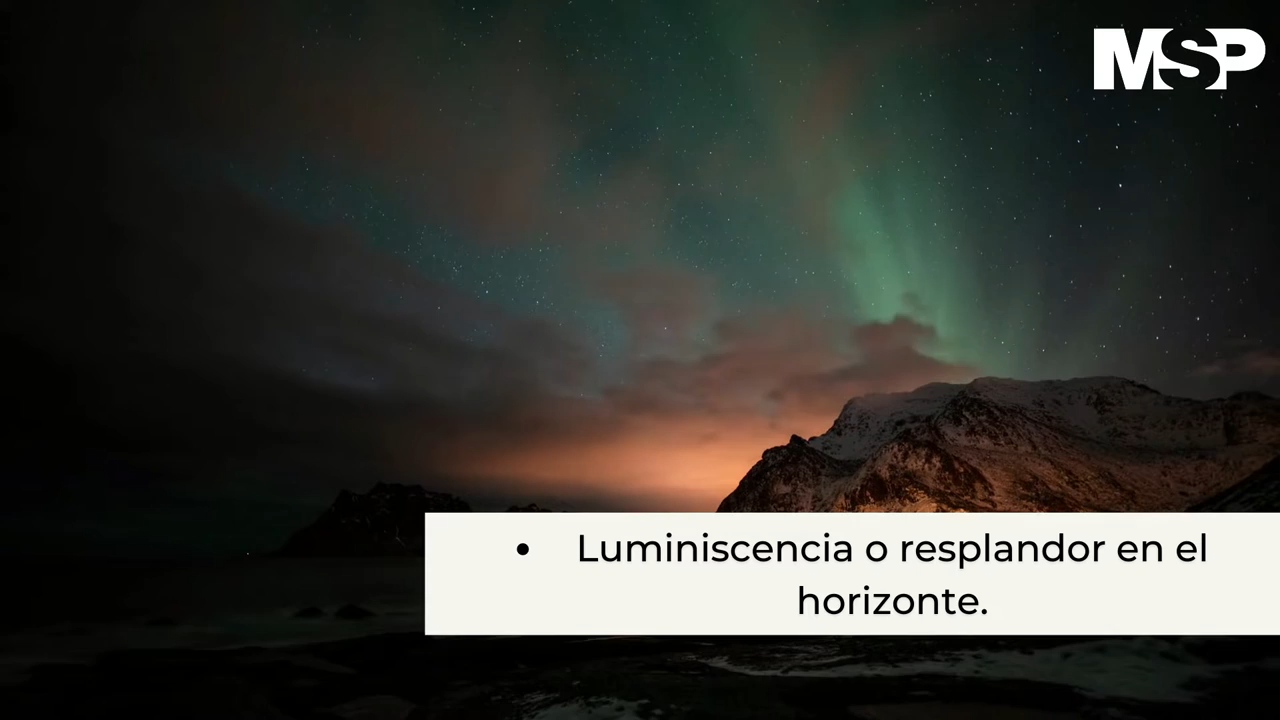 MSP
• Luminiscencia o resplandor en el
horizonte.